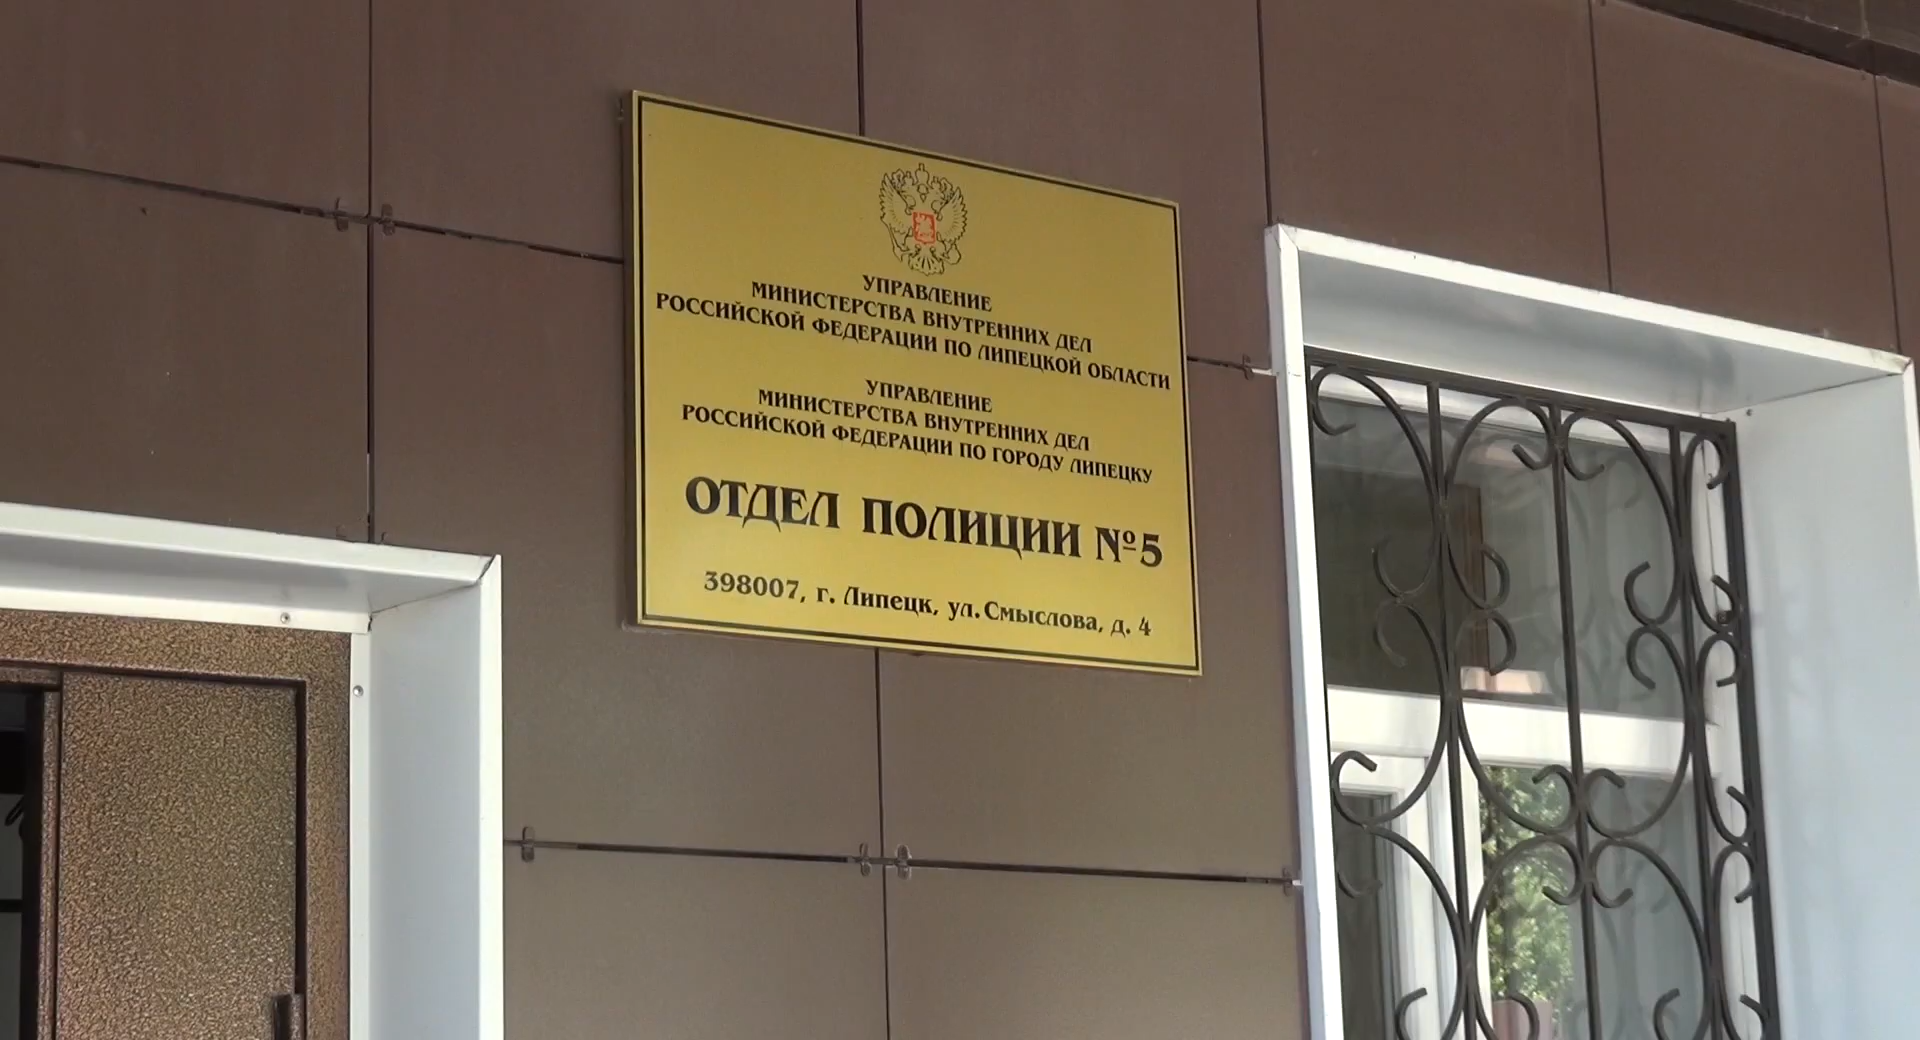 УПРАВЛЕНИЕ
МИНИСТЕРСТВА ВНУТРЕННИХ ДЕЛ
РОССИЙСКОЙ ФЕДЕРАЦИИ ПО ЛИПЕЦКОЙ ОБЛАСТИ
УПРАВЛЕНИЕ
МИНИСТЕРСТВА ВНУТРЕННИХ ДЕЛ
РОССИЙСКОЙ ФЕДЕРАЦИИ ПО ГОРОДУ ЛИПЕЦКУ
ОТДЕЛ ПОЛИЦИИ №5
398007, г. Липецк, ул. Смыслова, д. 4